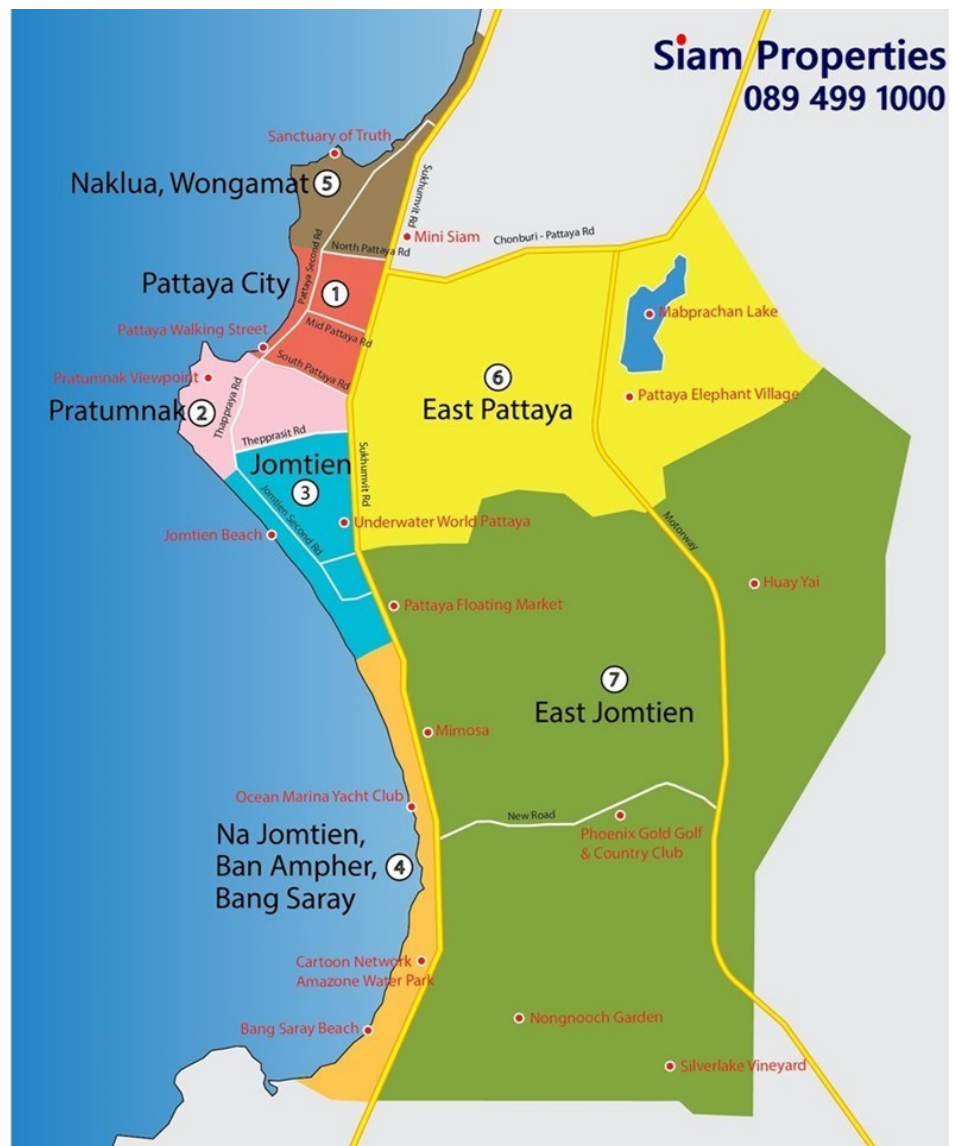 Siam Properties
089 499 1000
Sanctuary of Truth
Naklua, Wongamat 5
Sukhumvit Rd
Mini Siam
Chonburi - Pattaya Rd
North Pattaya Rd
Pattaya Second Rd
Pattaya City
1
Mabprachan Lake
Mid Pattaya Rd
Pattaya Walking Street
South Pattaya Rd
Pratumnak Viewpoint
6
East Pattaya
Pattaya Elephant Village
Pratumnak 2
Thappraya Rd
Thepprasit Rd
Sukhumvit Rd
Jomtien
3
Jomtien Second Rd
Underwater World Pattaya
Jomtien Beach
Motorway
Huay Yai
Pattaya Floating Market
7
East Jomtien
Mimosa
Ocean Marina Yacht Club
New Road
Phoenix Gold Golf
& Country Club
Na Jomtien,
Ban Ampher, 4
Bang Saray
Cartoon Network
Amazone Water Park
Nongnooch Garden
Bang Saray Beach
Silverlake Vineyard